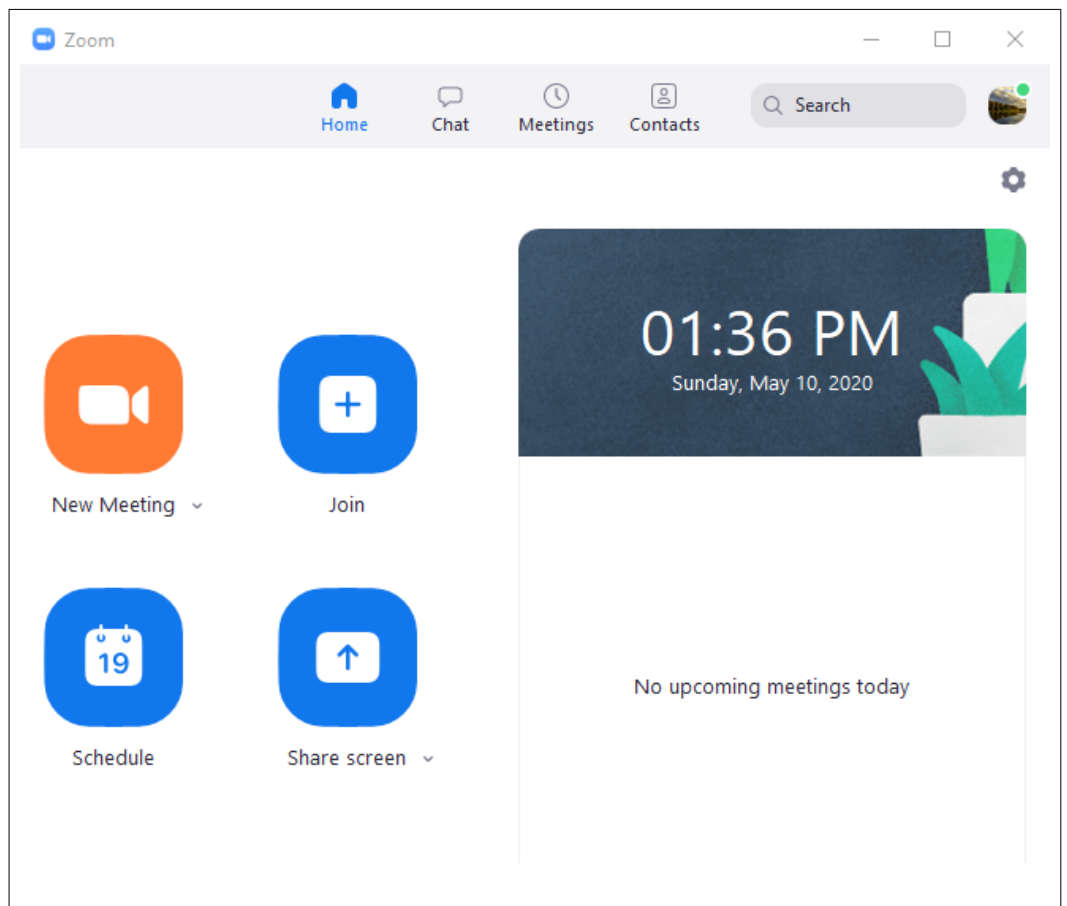 Zoom
Home Chat Meetings Contacts Search
01:36 PM
Sunday, May 10, 2020
New Meeting Join
19
Schedule Share screen
No upcoming meetings today